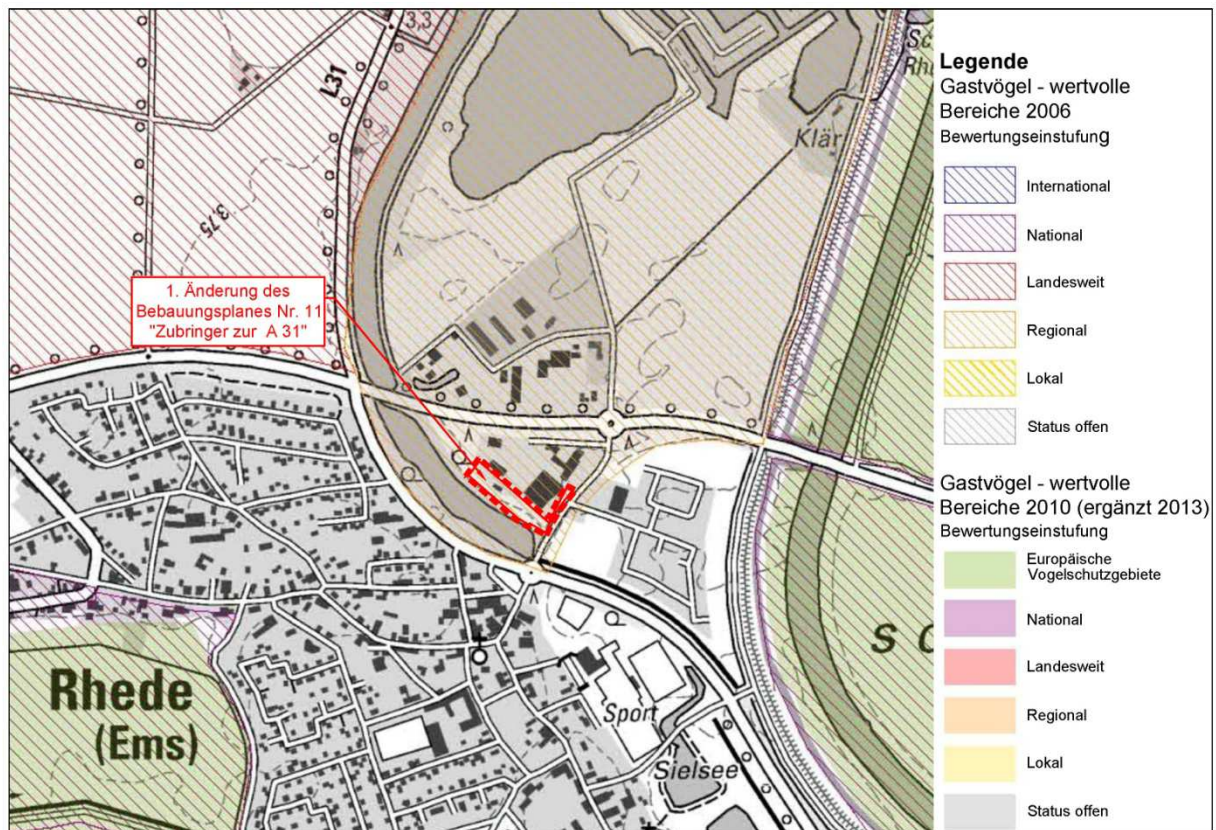 3,3
L31
3,75
Klär
1. Änderung des
Bebauungsplanes Nr. 11
"Zubringer zur A 31"
Rhede
(Ems)
Sport
Sielsee
S C
Legende
Gastvögel - wertvolle
Bereiche 2006
Bewertungseinstufung
International
National
Landesweit
Regional
Lokal
Status offen
Gastvögel - wertvolle
Bereiche 2010 (ergänzt 2013)
Bewertungseinstufung
Europäische
Vogelschutzgebiete
National
Landesweit
Regional
Lokal
Status offen